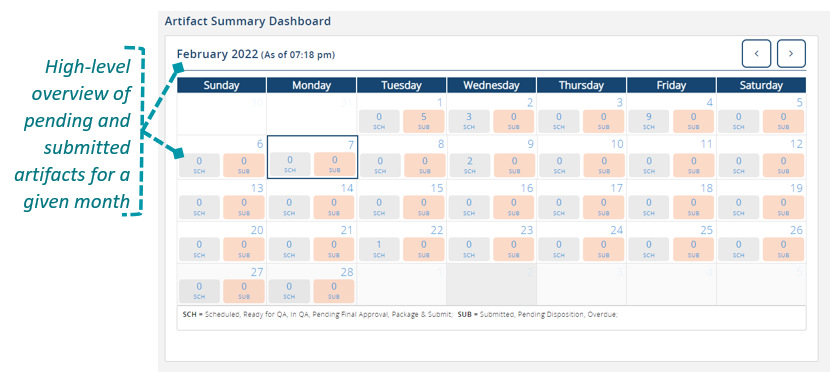 Artifact Summary Dashboard
February 2022 (As of 07:18 pm)
< >
High-level
overview of
pending and
submitted
artifacts for a
given month
Sunday Monday Tuesday Wednesday Thursday Friday Saturday
30 31 1 2 3 4 5
0 5 3 0 0 0 9 0 0 0
SCH SUB SCH SUB SCH SUB SCH SUB SCH SUB
6 7 8 9 10 11 12
0 0 0 0 0 0 2 0 0 0 0 0 0 0
SCH SUB SCH SUB SCH SUB SCH SUB SCH SUB SCH SUB SCH SUB
13 14 15 16 17 18 19
0 0 0 0 0 0 0 0 0 0 0 0 0 0
SCH SUB SCH SUB SCH SUB SCH SUB SCH SUB SCH SUB SCH SUB
20 21 22 23 24 25 26
0 0 0 0 1 0 0 0 0 0 0 0 0 0
SCH SUB SCH SUB SCH SUB SCH SUB SCH SUB SCH SUB SCH SUB
27 28 1 2 3 4 5
0 0 0 0
SCH SUB SCH SUB
SCH = Scheduled, Ready for QA, In QA, Pending Final Approval, Package & Submit; SUB = Submitted, Pending Disposition, Overdue;